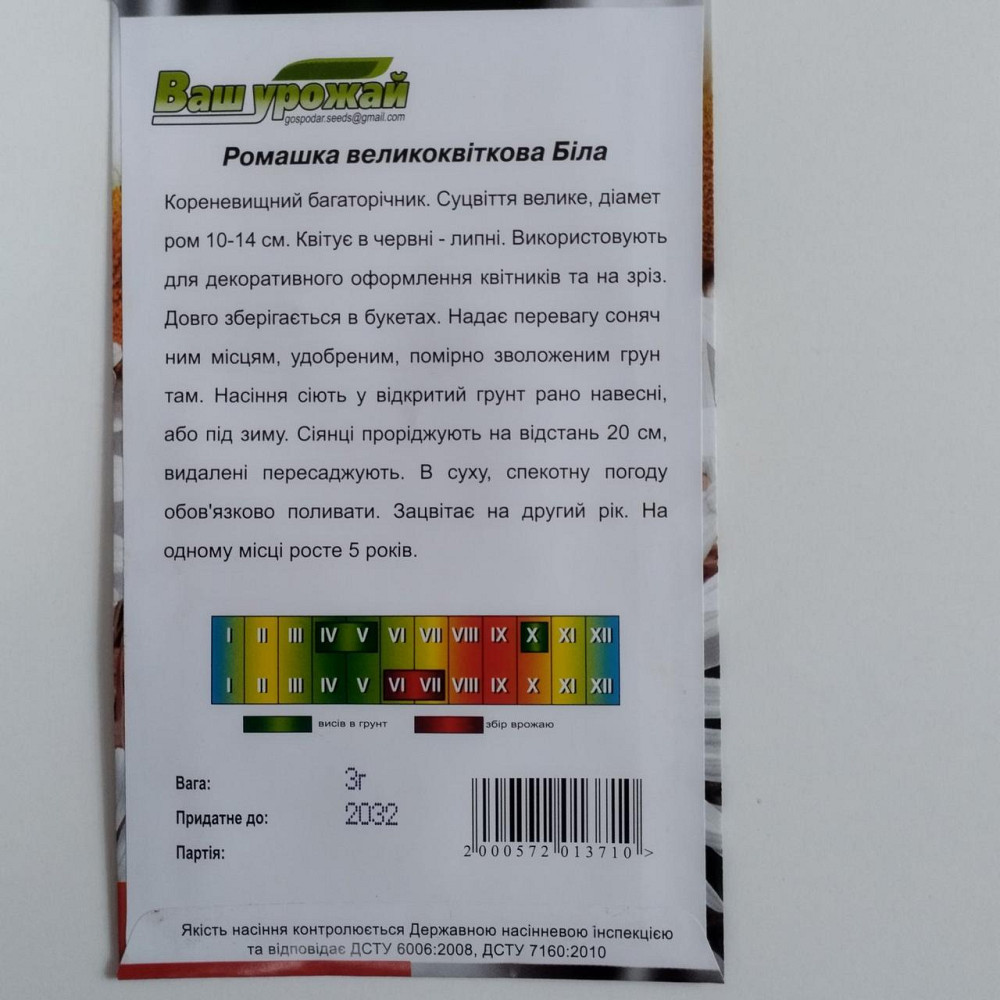 Ваш урожай
gospodar.seeds@gmail.com
Ромашка великоквіткова Біла
Кореневищний багаторічник. Суцвіття велике, діамет
ром 10-14 см. Квітує в червні - липні. Використовують
для декоративного оформлення квітників та на зріз.
Довго зберігається в букетах. Надає перевагу соняч
ним місцям, удобреним, помірно зволоженим грун
там. Насіння сіють у відкритий грунт рано навесні,
або під зиму. Сіянці проріджують на відстань 20 см,
видалені пересаджують. В суху, спекотну погоду
обов'язково поливати. Зацвітає на другий рік. На
одному місці росте 5 років.
I II III IV V VI VII VIII IX X XI XII
I II III IV V VI VII VIII IX X XI XII
висів в грунт збір врожаю
Вага: 3г
Придатне до: 2032
Партія:
2 000572 013710 >
Якість насіння контролюється Державною насінневою інспекцією
та відповідає ДСТУ 6006:2008, ДСТУ 7160:2010